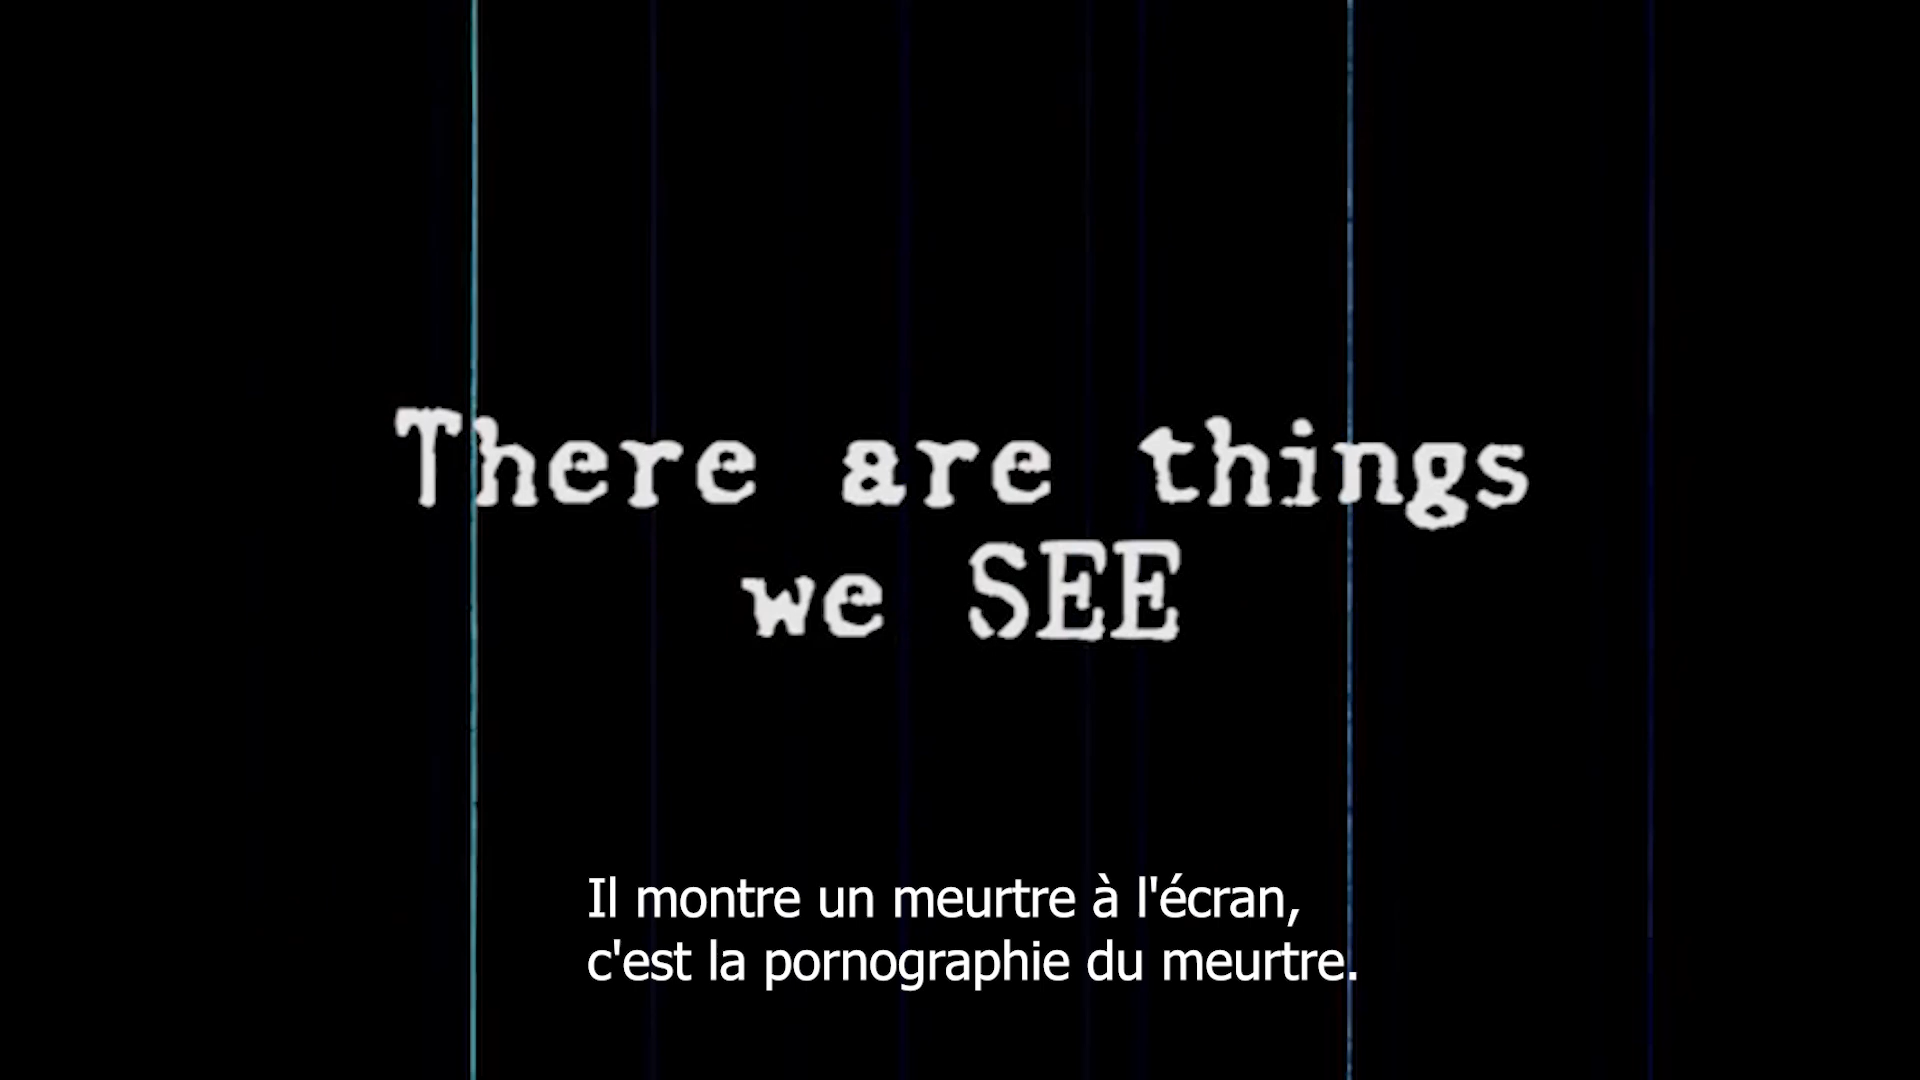 There are things
we SEE
Il montre un meurtre à l'écran,
c'est la pornographie du meurtre.